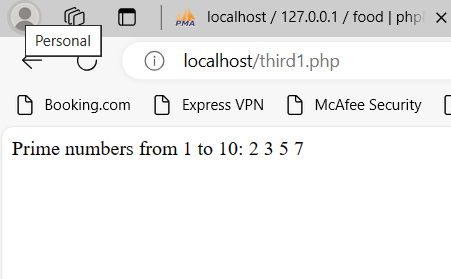 localhost / 127.0.0.1 / food | php
Personal
localhost/third1.php
Booking.com Express VPN McAfee Security
Prime numbers from 1 to 10: 2 3 5 7